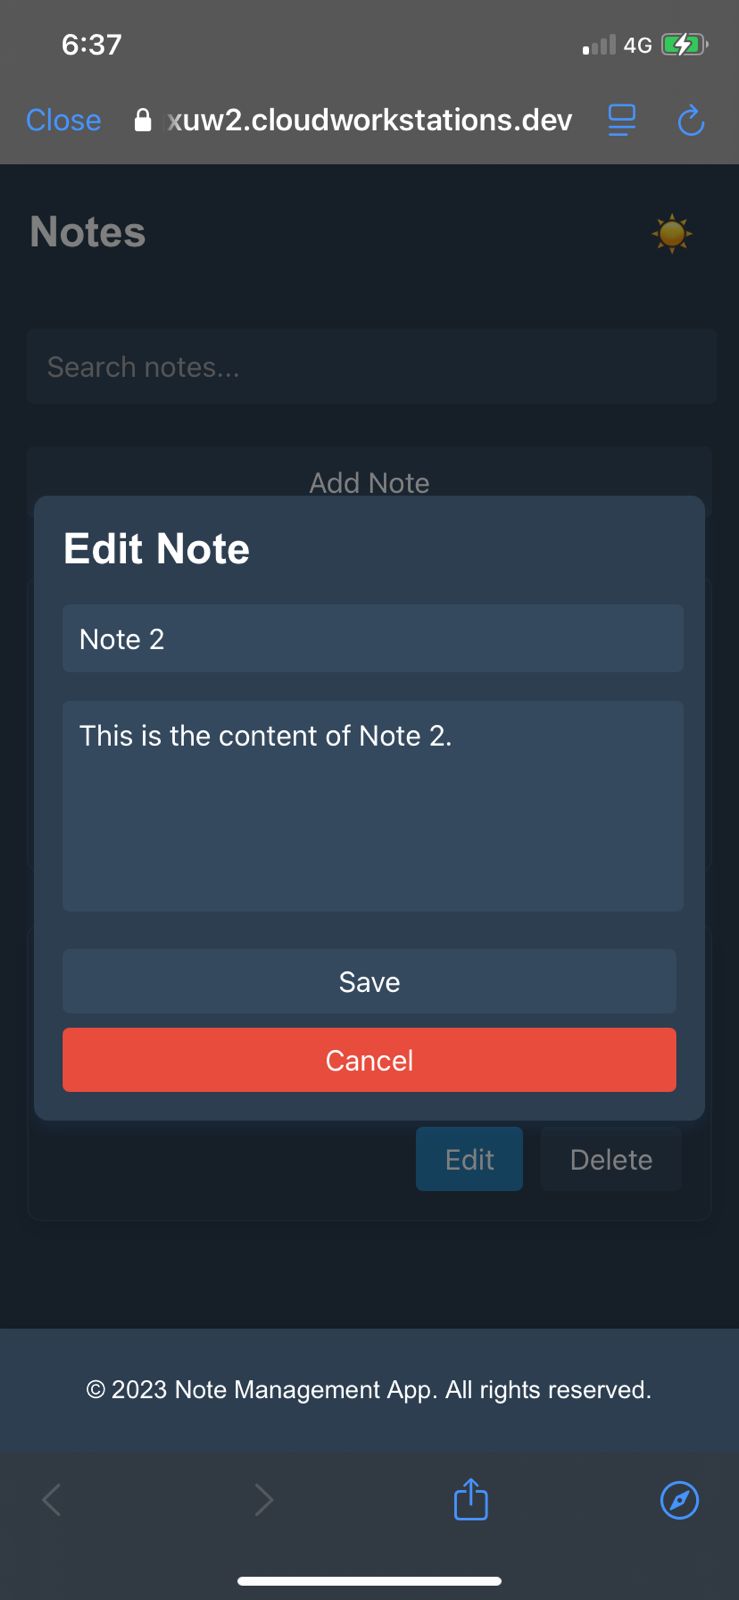 6:37
4G
Close
xuw2.cloudworkstations.dev
Notes
Search notes...
Add Note
Edit Note
Note 2
This is the content of Note 2.
Save
Cancel
Edit
Delete
© 2023 Note Management App. All rights reserved.